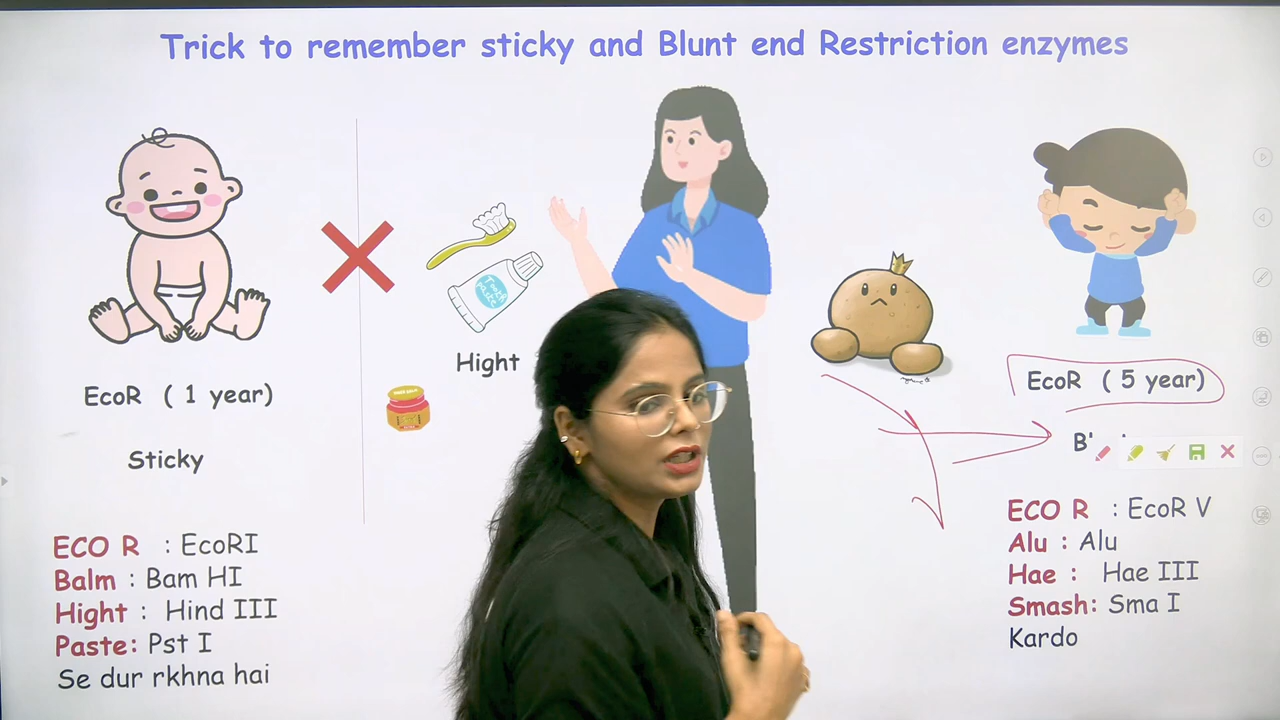 Trick to remember sticky and Blunt end Restriction enzymes
Tooth paste
Hight
EcoR ( 1 year)
Sticky
ECO R : EcoRI
Balm : Bam HI
Hight : Hind III
Paste: Pst I
Se dur rkhna hai
EcoR ( 5 year)
ECO R : EcoR V
Alu : Alu
Hae : Hae III
Smash: Sma I
Kardo